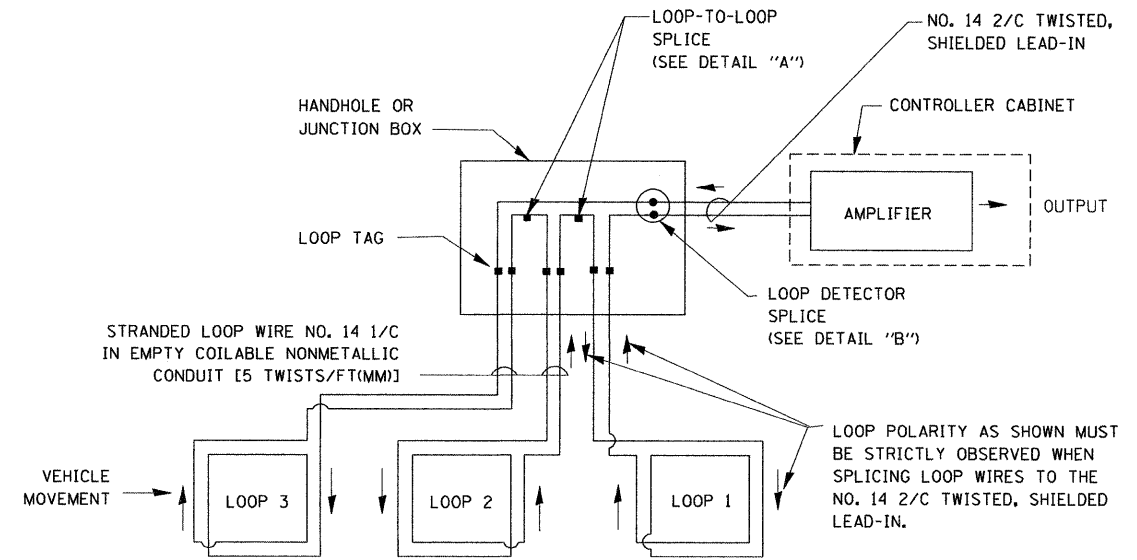 LOOP-TO-LOOP
SPLICE
(SEE DETAIL "A")
NO. 14 2/C TWISTED,
SHIELDED LEAD-IN
HANDHOLE OR
JUNCTION BOX
CONTROLLER CABINET
AMPLIFIER
OUTPUT
LOOP TAG
LOOP DETECTOR
SPLICE
(SEE DETAIL "B")
STRANDED LOOP WIRE NO. 14 1/C
IN EMPTY COILABLE NONMETALLIC
CONDUIT [5 TWISTS/FT(MM)]
LOOP POLARITY AS SHOWN MUST
BE STRICTLY OBSERVED WHEN
SPLICING LOOP WIRES TO THE
NO. 14 2/C TWISTED, SHIELDED
LEAD-IN.
VEHICLE
MOVEMENT
LOOP 3
LOOP 2
LOOP 1